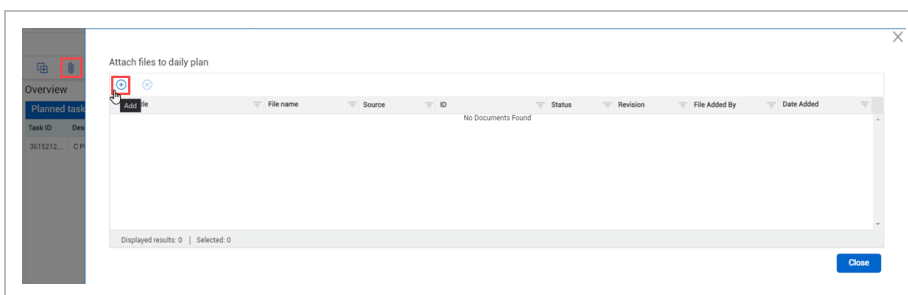 Attach files to daily plan
Overview
Add
File name Source ID Status Revision File Added By Date Added
Planned task
No Documents Found
Task ID Des
3615212... C P
Displayed results: 0 | Selected: 0
Close